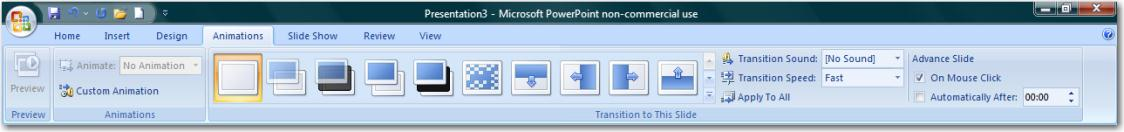 Presentation3 - Microsoft PowerPoint non-commercial use
Home Insert Design Animations Slide Show Review View
Preview
Animate: No Animation
Custom Animation
Transition Sound: [No Sound]
Transition Speed: Fast
Apply To All
Advance Slide
On Mouse Click
Automatically After: 00:00
Preview Animations Transition to This Slide